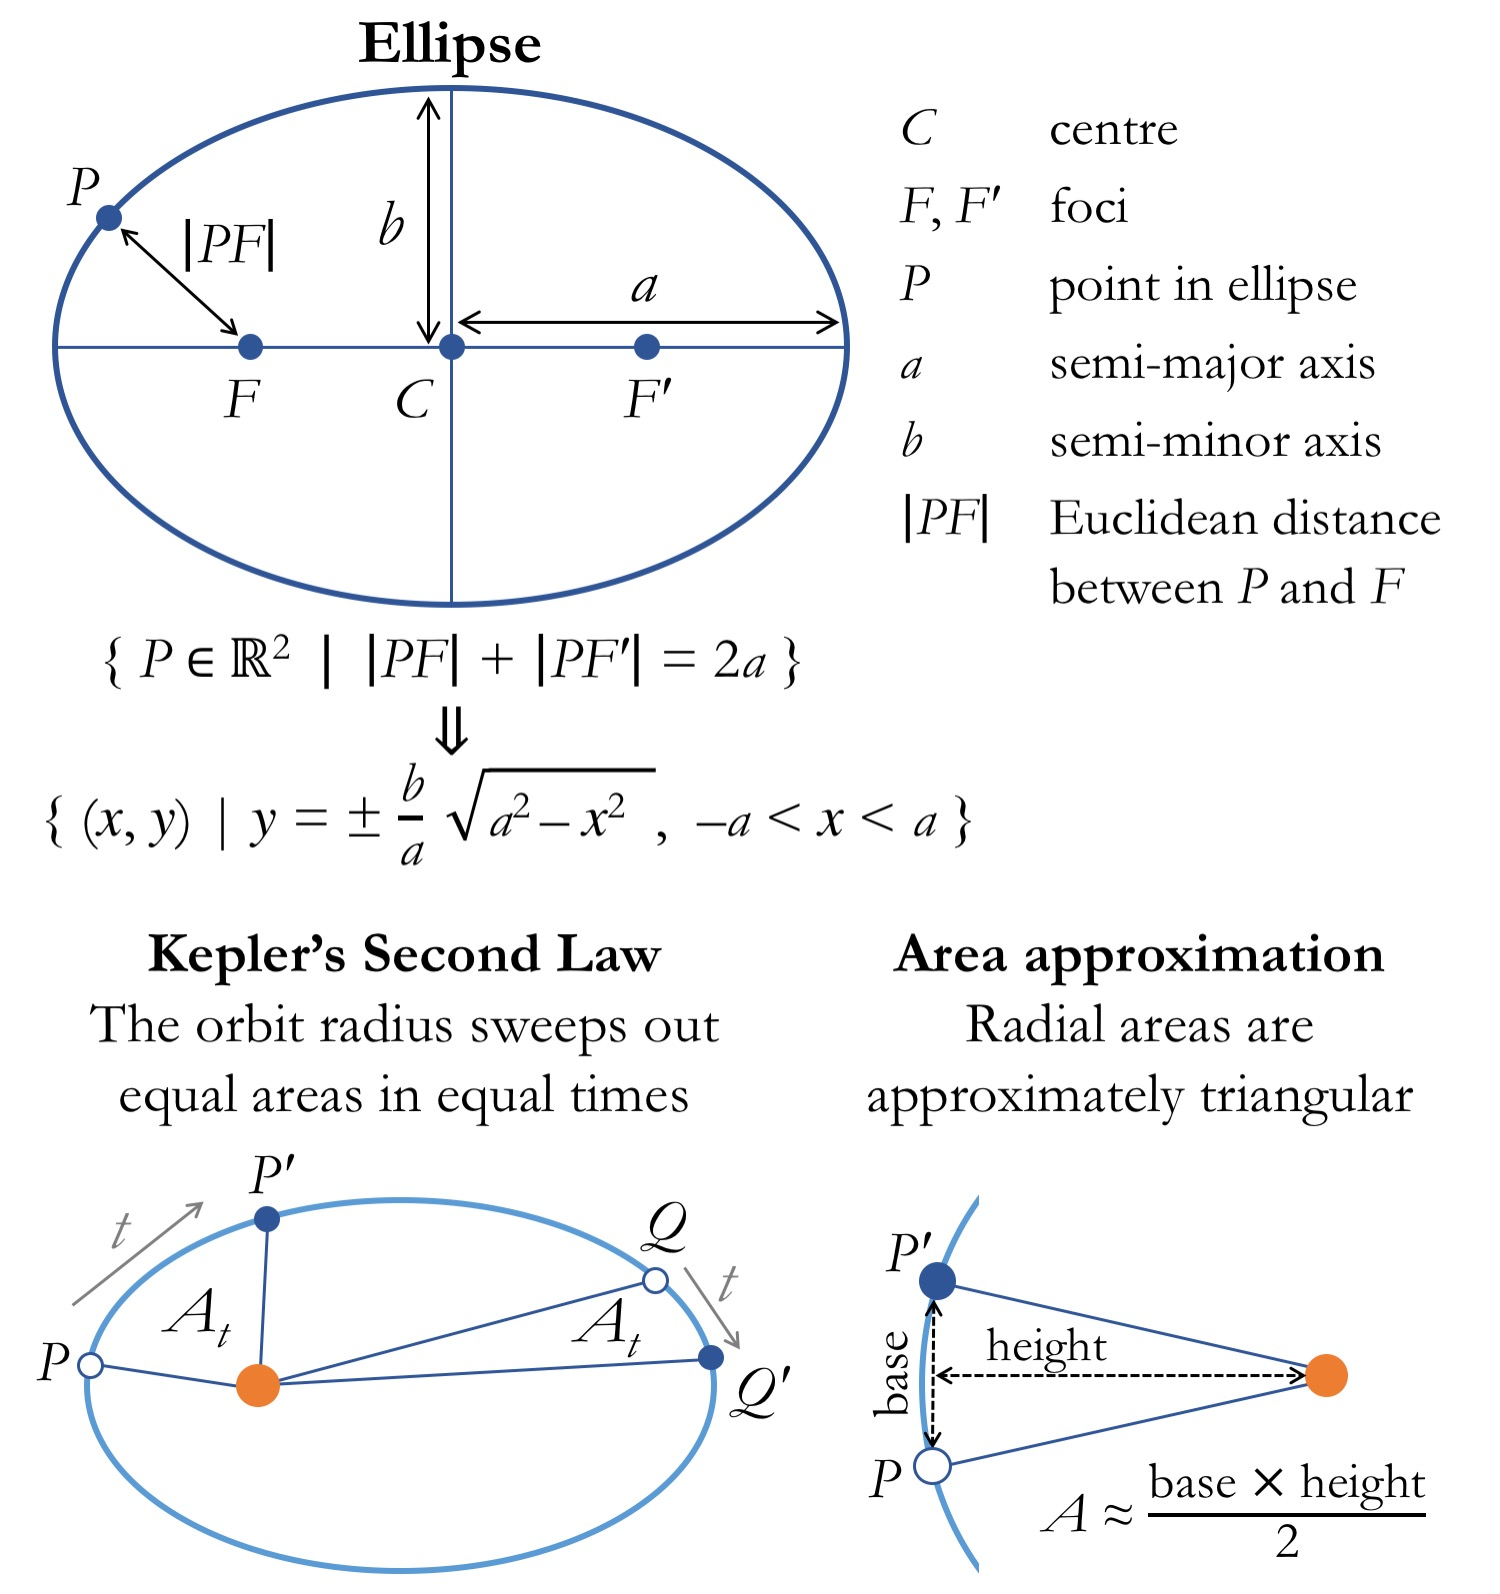 Ellipse
P
|PF|
b
a
F
C
F′
C centre
F, F′ foci
P point in ellipse
a semi-major axis
b semi-minor axis
|PF| Euclidean distance
between P and F
{ P ∈ ℝ² | |PF| + |PF′| = 2a }
⇓
{ (x, y) | y = ± b/a √(a² – x²) , –a < x < a }
Kepler’s Second Law
The orbit radius sweeps out
equal areas in equal times
P′
t
Q
t
A_t
A_t
P
Q′
Area approximation
Radial areas are
approximately triangular
P′
height
base
P
A ≈ base × height / 2